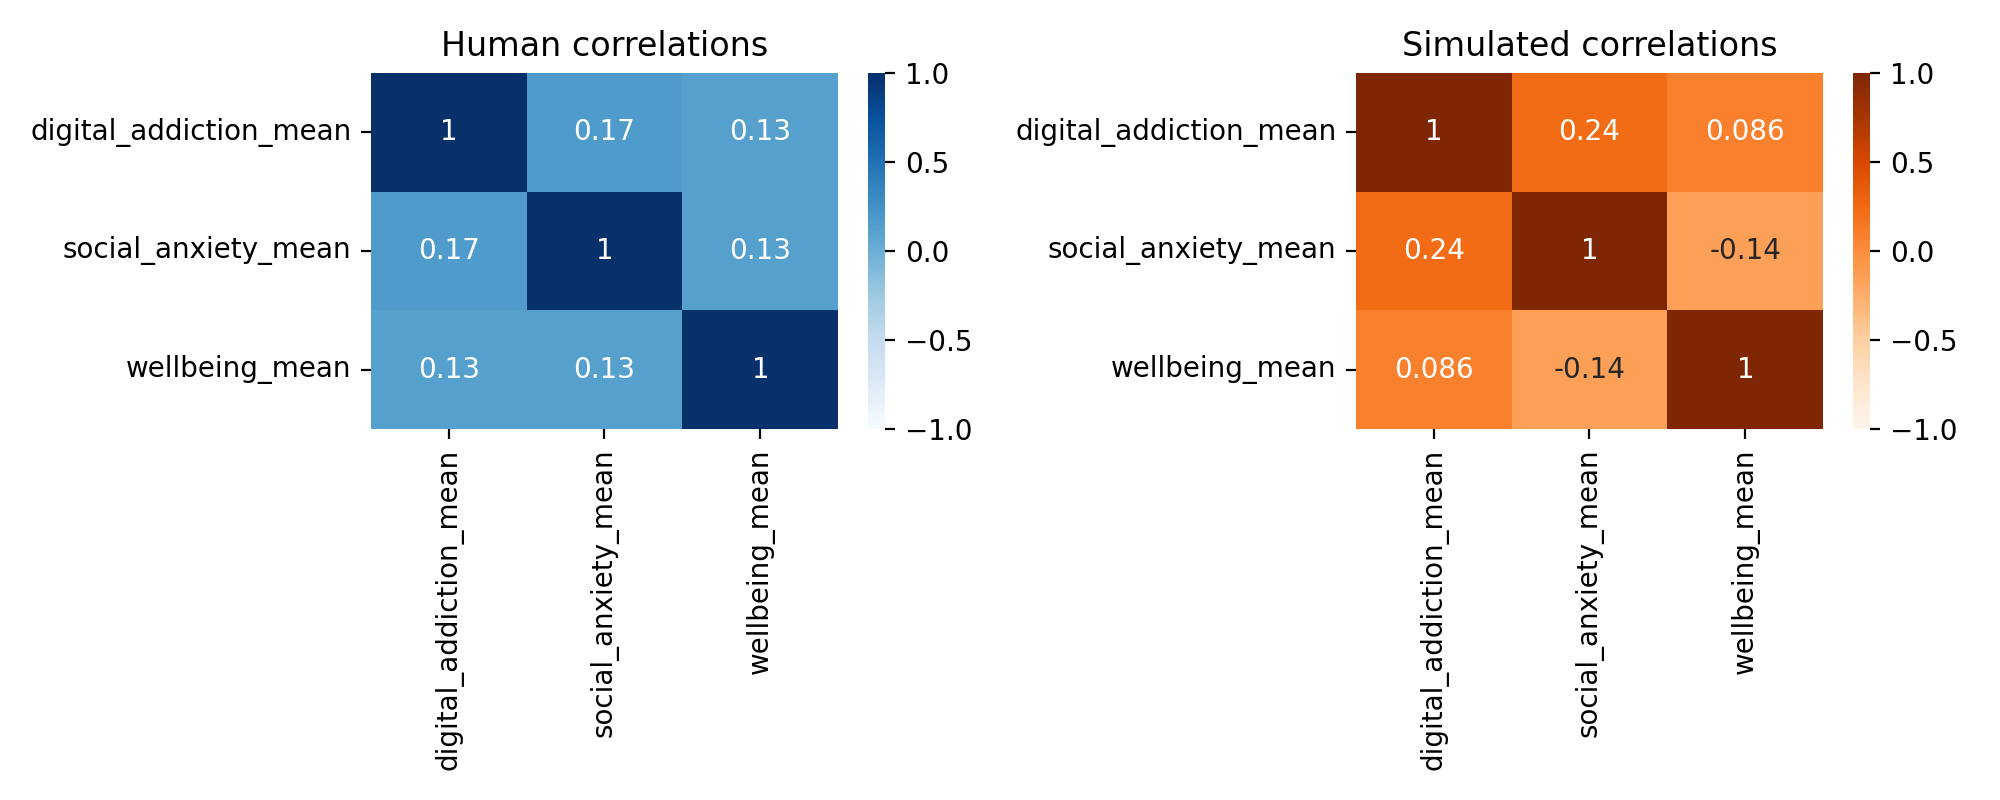 Human correlations
digital_addiction_mean
social_anxiety_mean
wellbeing_mean
1 0.17 0.13
0.17 1 0.13
0.13 0.13 1
digital_addiction_mean
social_anxiety_mean
wellbeing_mean
1.0
0.5
0.0
−0.5
−1.0
Simulated correlations
digital_addiction_mean
social_anxiety_mean
wellbeing_mean
1 0.24 0.086
0.24 1 -0.14
0.086 -0.14 1
digital_addiction_mean
social_anxiety_mean
wellbeing_mean
1.0
0.5
0.0
−0.5
−1.0